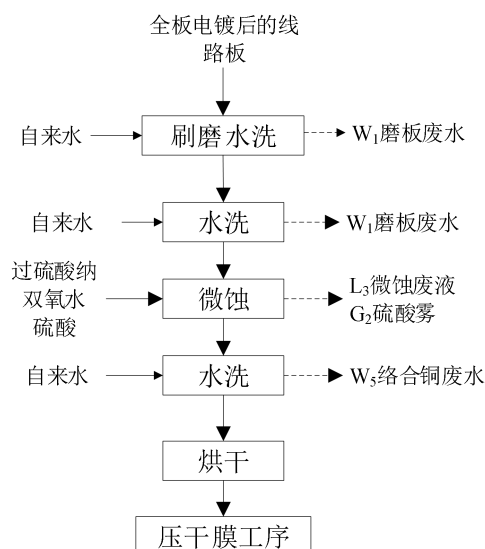 全板电镀后的线
路板
自来水
刷磨水洗
W₁磨板废水
自来水
水洗
W₁磨板废水
过硫酸纳
双氧水
硫酸
微蚀
L₃微蚀废液
G₂硫酸雾
自来水
水洗
W₅络合铜废水
烘干
压干膜工序